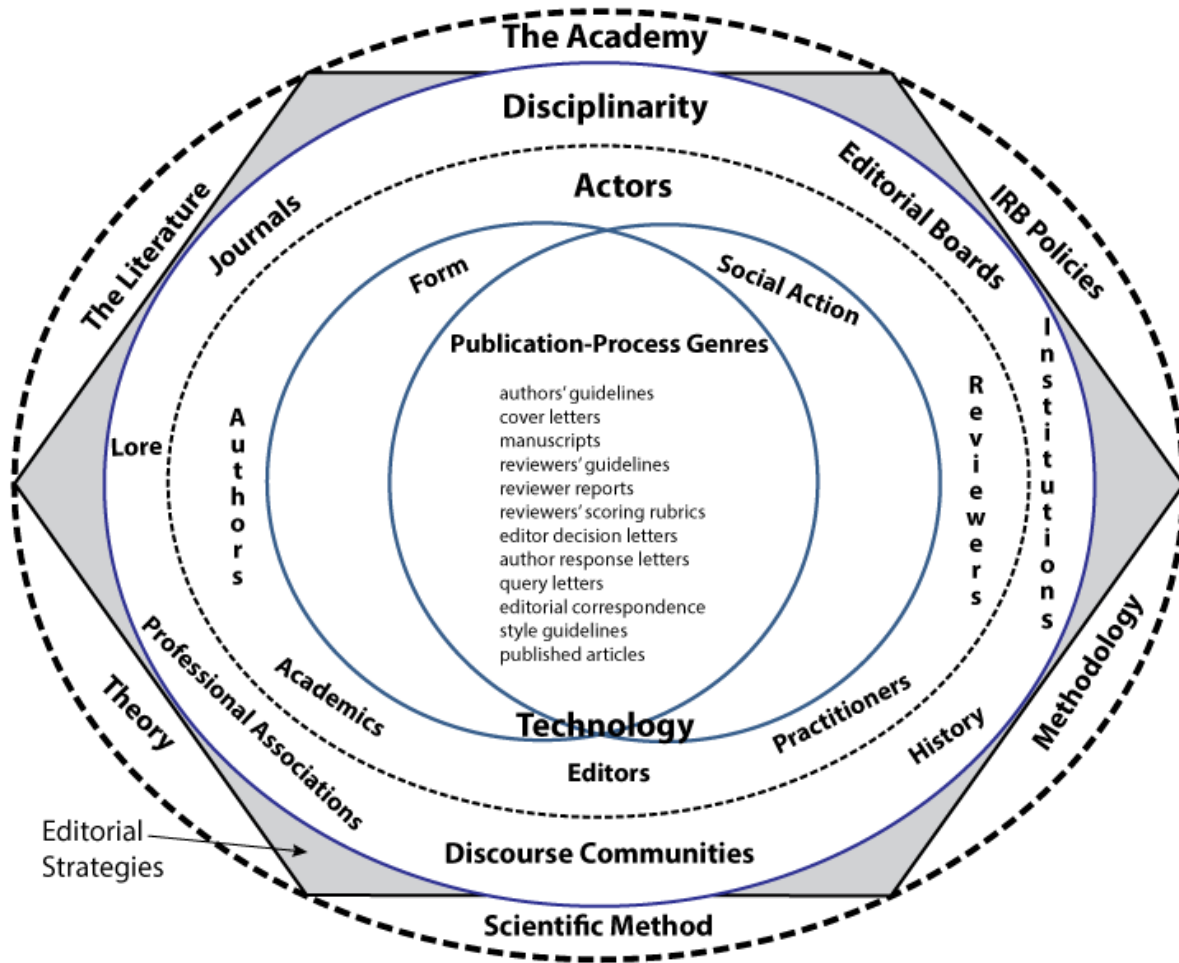 The Academy
Disciplinarity
Actors
The Literature
Journals
Form
Social Action
Editorial Boards
IRB Policies
Publication-Process Genres
authors' guidelines
cover letters
manuscripts
reviewers' guidelines
reviewer reports
reviewers' scoring rubrics
editor decision letters
author response letters
query letters
editorial correspondence
style guidelines
published articles
Lore
Authors
Reviewers
Institutions
Theory
Professional Associations
Academics
Technology
Practitioners
History
Methodology
Editors
Editorial
Strategies
Discourse Communities
Scientific Method